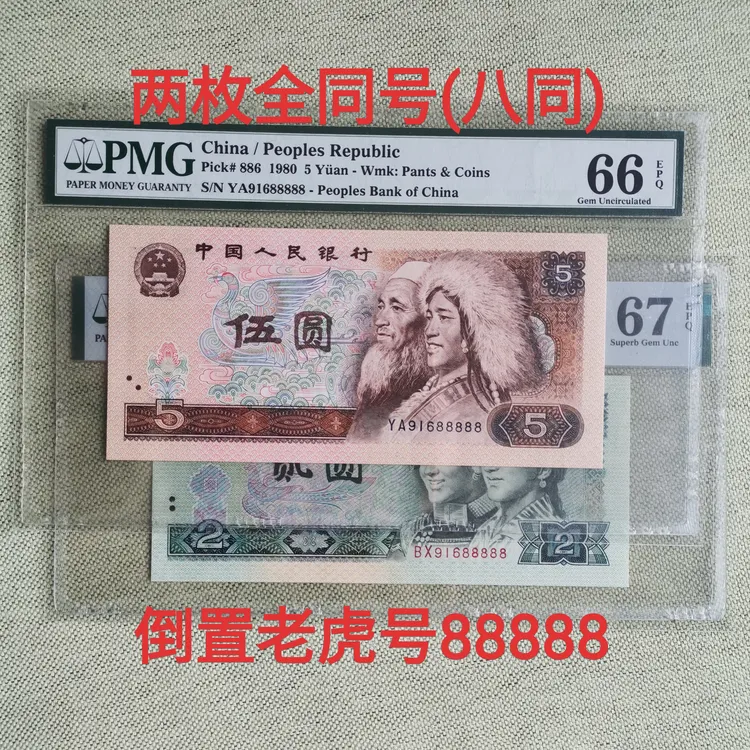 两枚全同号(八同)
PMG
PAPER MONEY GUARANTY
China / Peoples Republic
Pick# 886 1980 5 Yüan - Wmk: Pants & Coins
S/N YA91688888 - Peoples Bank of China
66
EPQ
Gem Uncirculated
中国人民银行
5
伍圆
67
EPQ
Superb Gem Unc
PA
5
YA91688888
5
贰圆
2
BX91688888
2
倒置老虎号88888